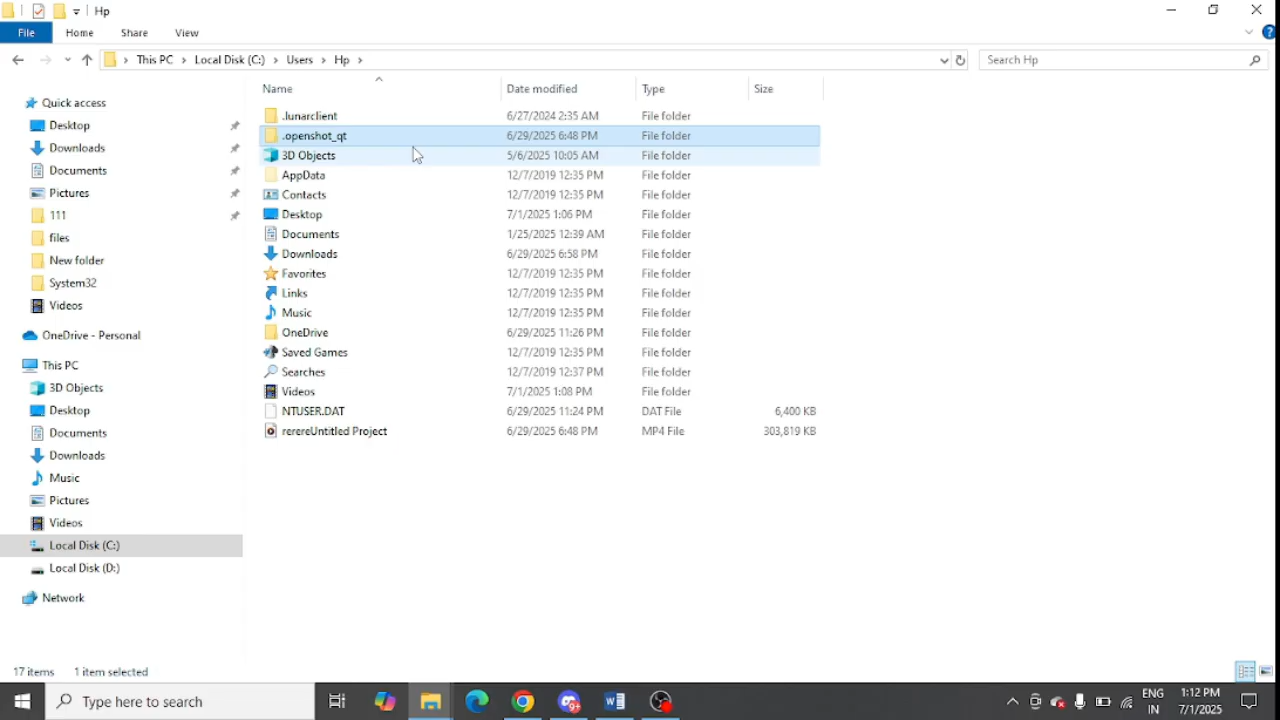 Hp
File Home Share View
This PC Local Disk (C:) Users Hp Search Hp
Name Date modified Type Size
.lunarclient 6/27/2024 2:35 AM File folder
.openshot_qt 6/29/2025 6:48 PM File folder
3D Objects 5/6/2025 10:05 AM File folder
AppData 12/7/2019 12:35 PM File folder
Contacts 12/7/2019 12:35 PM File folder
Desktop 7/1/2025 1:06 PM File folder
Documents 1/25/2025 12:39 AM File folder
Downloads 6/29/2025 6:58 PM File folder
Favorites 12/7/2019 12:35 PM File folder
Links 12/7/2019 12:35 PM File folder
Music 12/7/2019 12:35 PM File folder
OneDrive 6/29/2025 11:26 PM File folder
Saved Games 12/7/2019 12:35 PM File folder
Searches 12/7/2019 12:37 PM File folder
Videos 7/1/2025 1:08 PM File folder
NTUSER.DAT 6/29/2025 11:24 PM DAT File 6,400 KB
rerereUntitled Project 6/29/2025 6:48 PM MP4 File 303,819 KB
Quick access
Desktop
Downloads
Documents
Pictures
111
files
New folder
System32
Videos
OneDrive - Personal
This PC
3D Objects
Desktop
Documents
Downloads
Music
Pictures
Videos
Local Disk (C:)
Local Disk (D:)
Network
17 items 1 item selected
Type here to search
ENG
IN
1:12 PM
7/1/2025